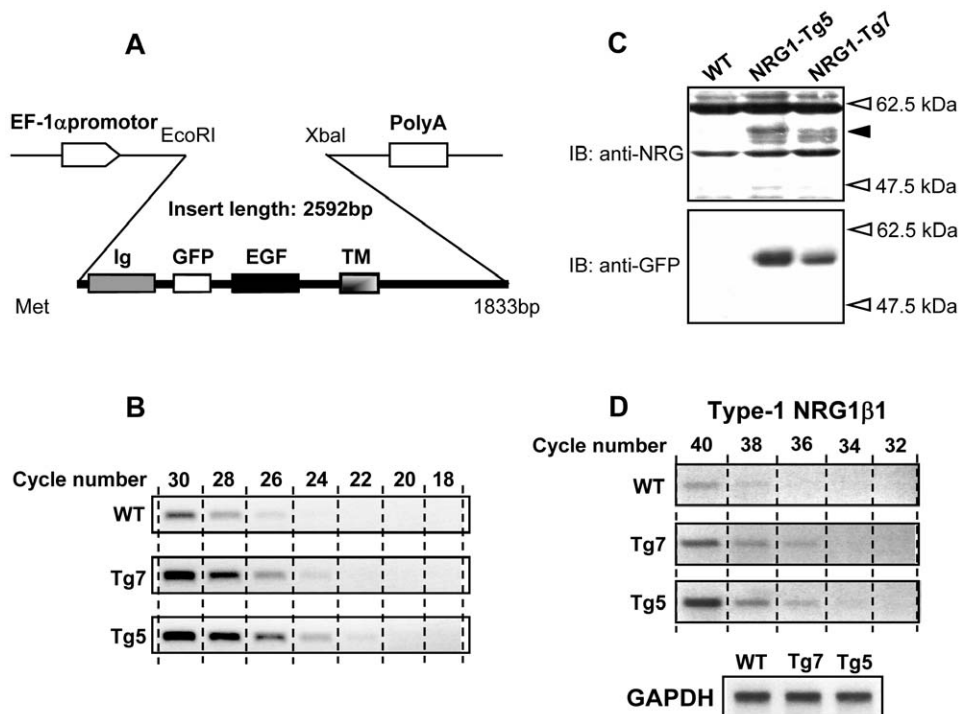 A
EF-1αpromotor
EcoRI
XbaI
PolyA
Insert length: 2592bp
Ig
GFP
EGF
TM
Met
1833bp
B
Cycle number 30 28 26 24 22 20 18
WT
Tg7
Tg5
C
WT
NRG1-Tg5
NRG1-Tg7
62.5 kDa
IB: anti-NRG
47.5 kDa
62.5 kDa
IB: anti-GFP
47.5 kDa
D
Type-1 NRG1β1
Cycle number 40 38 36 34 32
WT
Tg7
Tg5
WT Tg7 Tg5
GAPDH